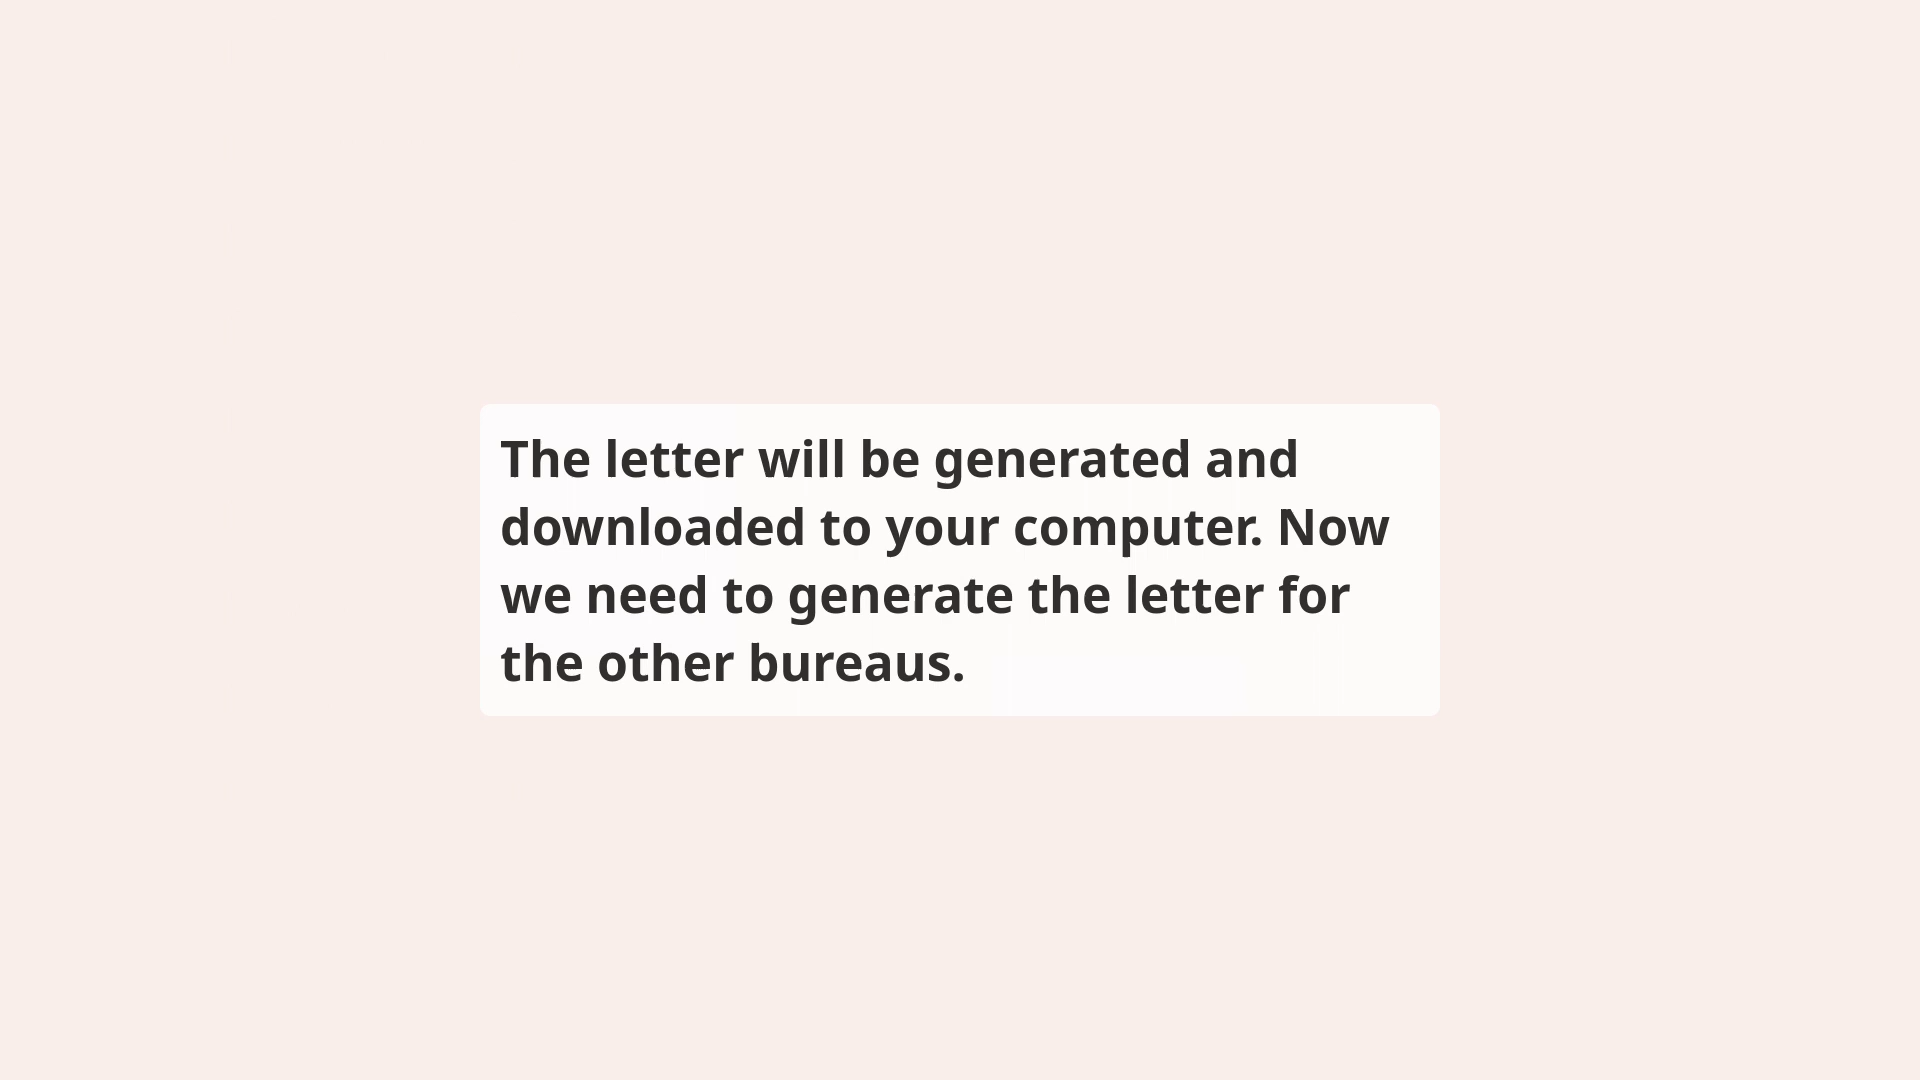 The letter will be generated and
downloaded to your computer. Now
we need to generate the letter for
the other bureaus.